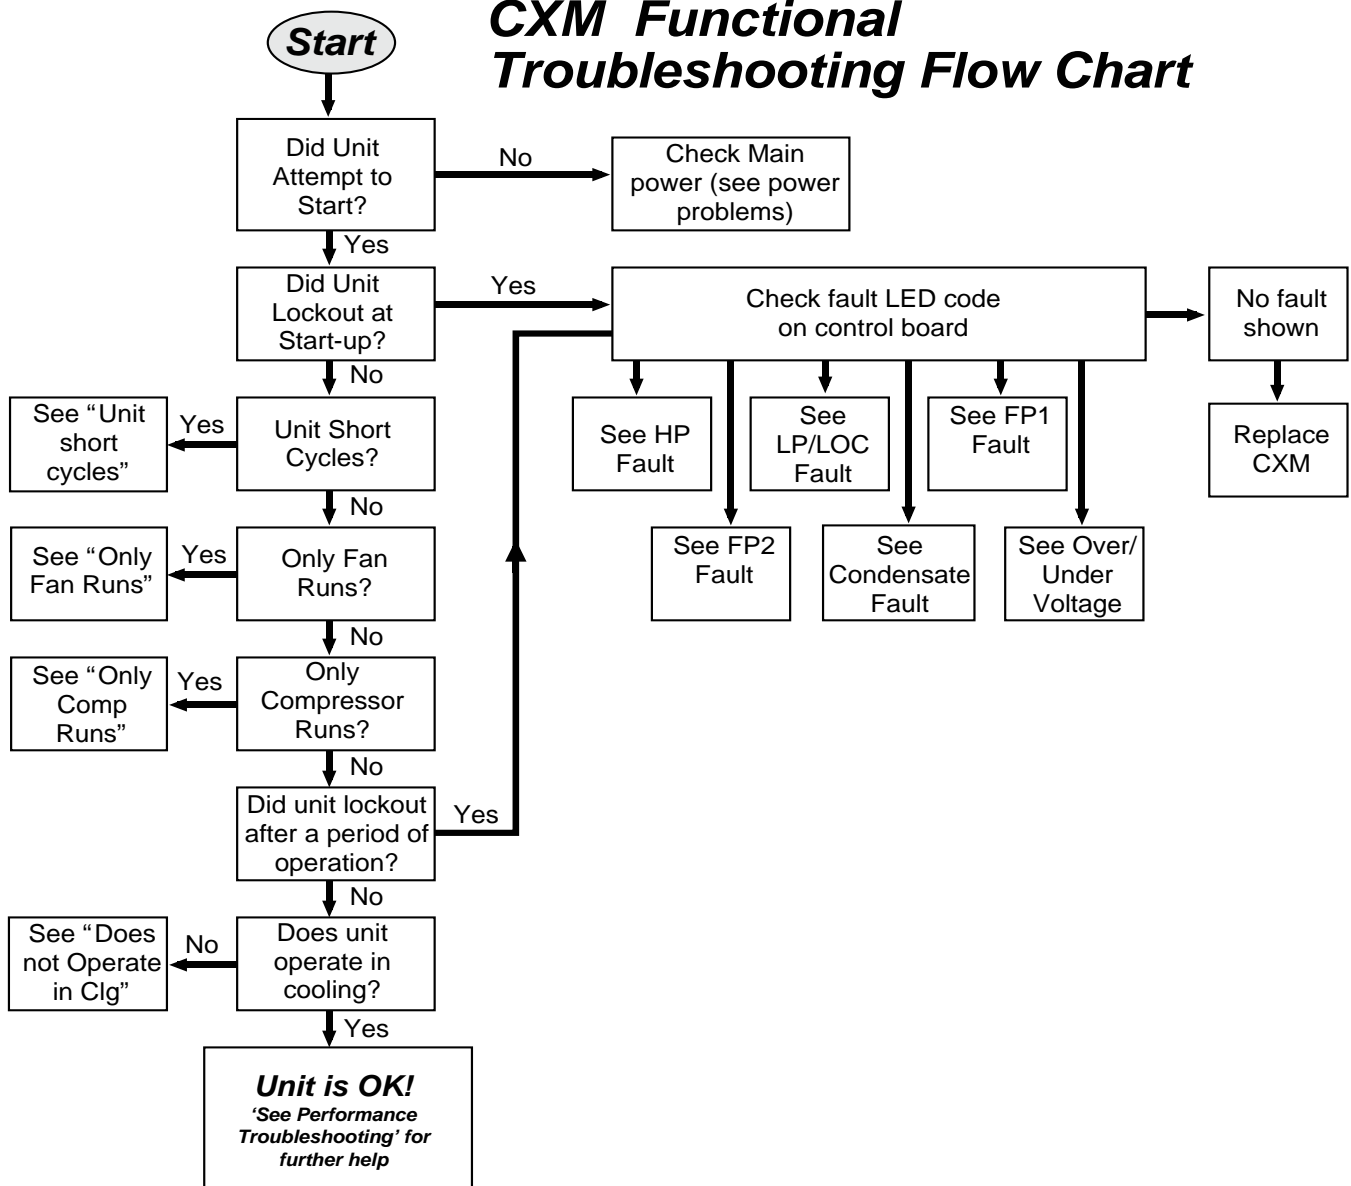 CXM Functional
Troubleshooting Flow Chart
Start
Did Unit
Attempt to
Start?
No
Check Main
power (see power
problems)
Yes
Did Unit
Lockout at
Start-up?
Yes
Check fault LED code
on control board
No fault
shown
Replace
CXM
See HP
Fault
See
LP/LOC
Fault
See FP1
Fault
See FP2
Fault
See
Condensate
Fault
See Over/
Under
Voltage
No
Unit Short
Cycles?
Yes
See “Unit
short
cycles”
No
Only Fan
Runs?
Yes
See “Only
Fan Runs”
No
Only
Compressor
Runs?
Yes
See “Only
Comp
Runs”
No
Did unit lockout
after a period of
operation?
Yes
No
Does unit
operate in
cooling?
No
See “Does
not Operate
in Clg”
Yes
Unit is OK!
‘See Performance
Troubleshooting’ for
further help